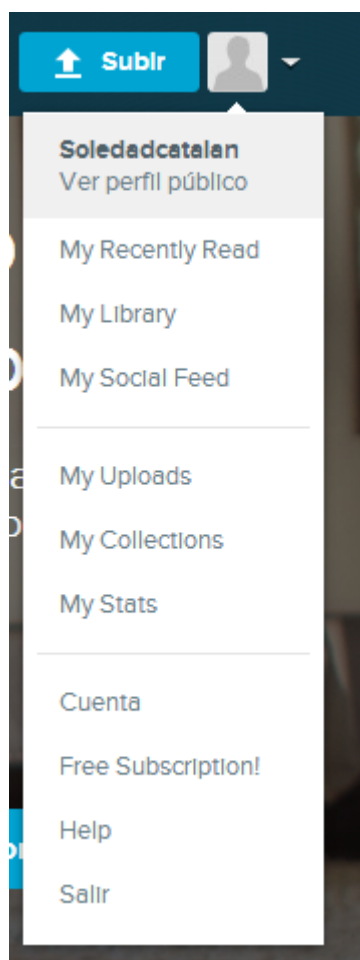 Subir
Soledadcatalan
Ver perfil público
My Recently Read
My Library
My Social Feed
My Uploads
My Collections
My Stats
Cuenta
Free Subscription!
Help
Salir